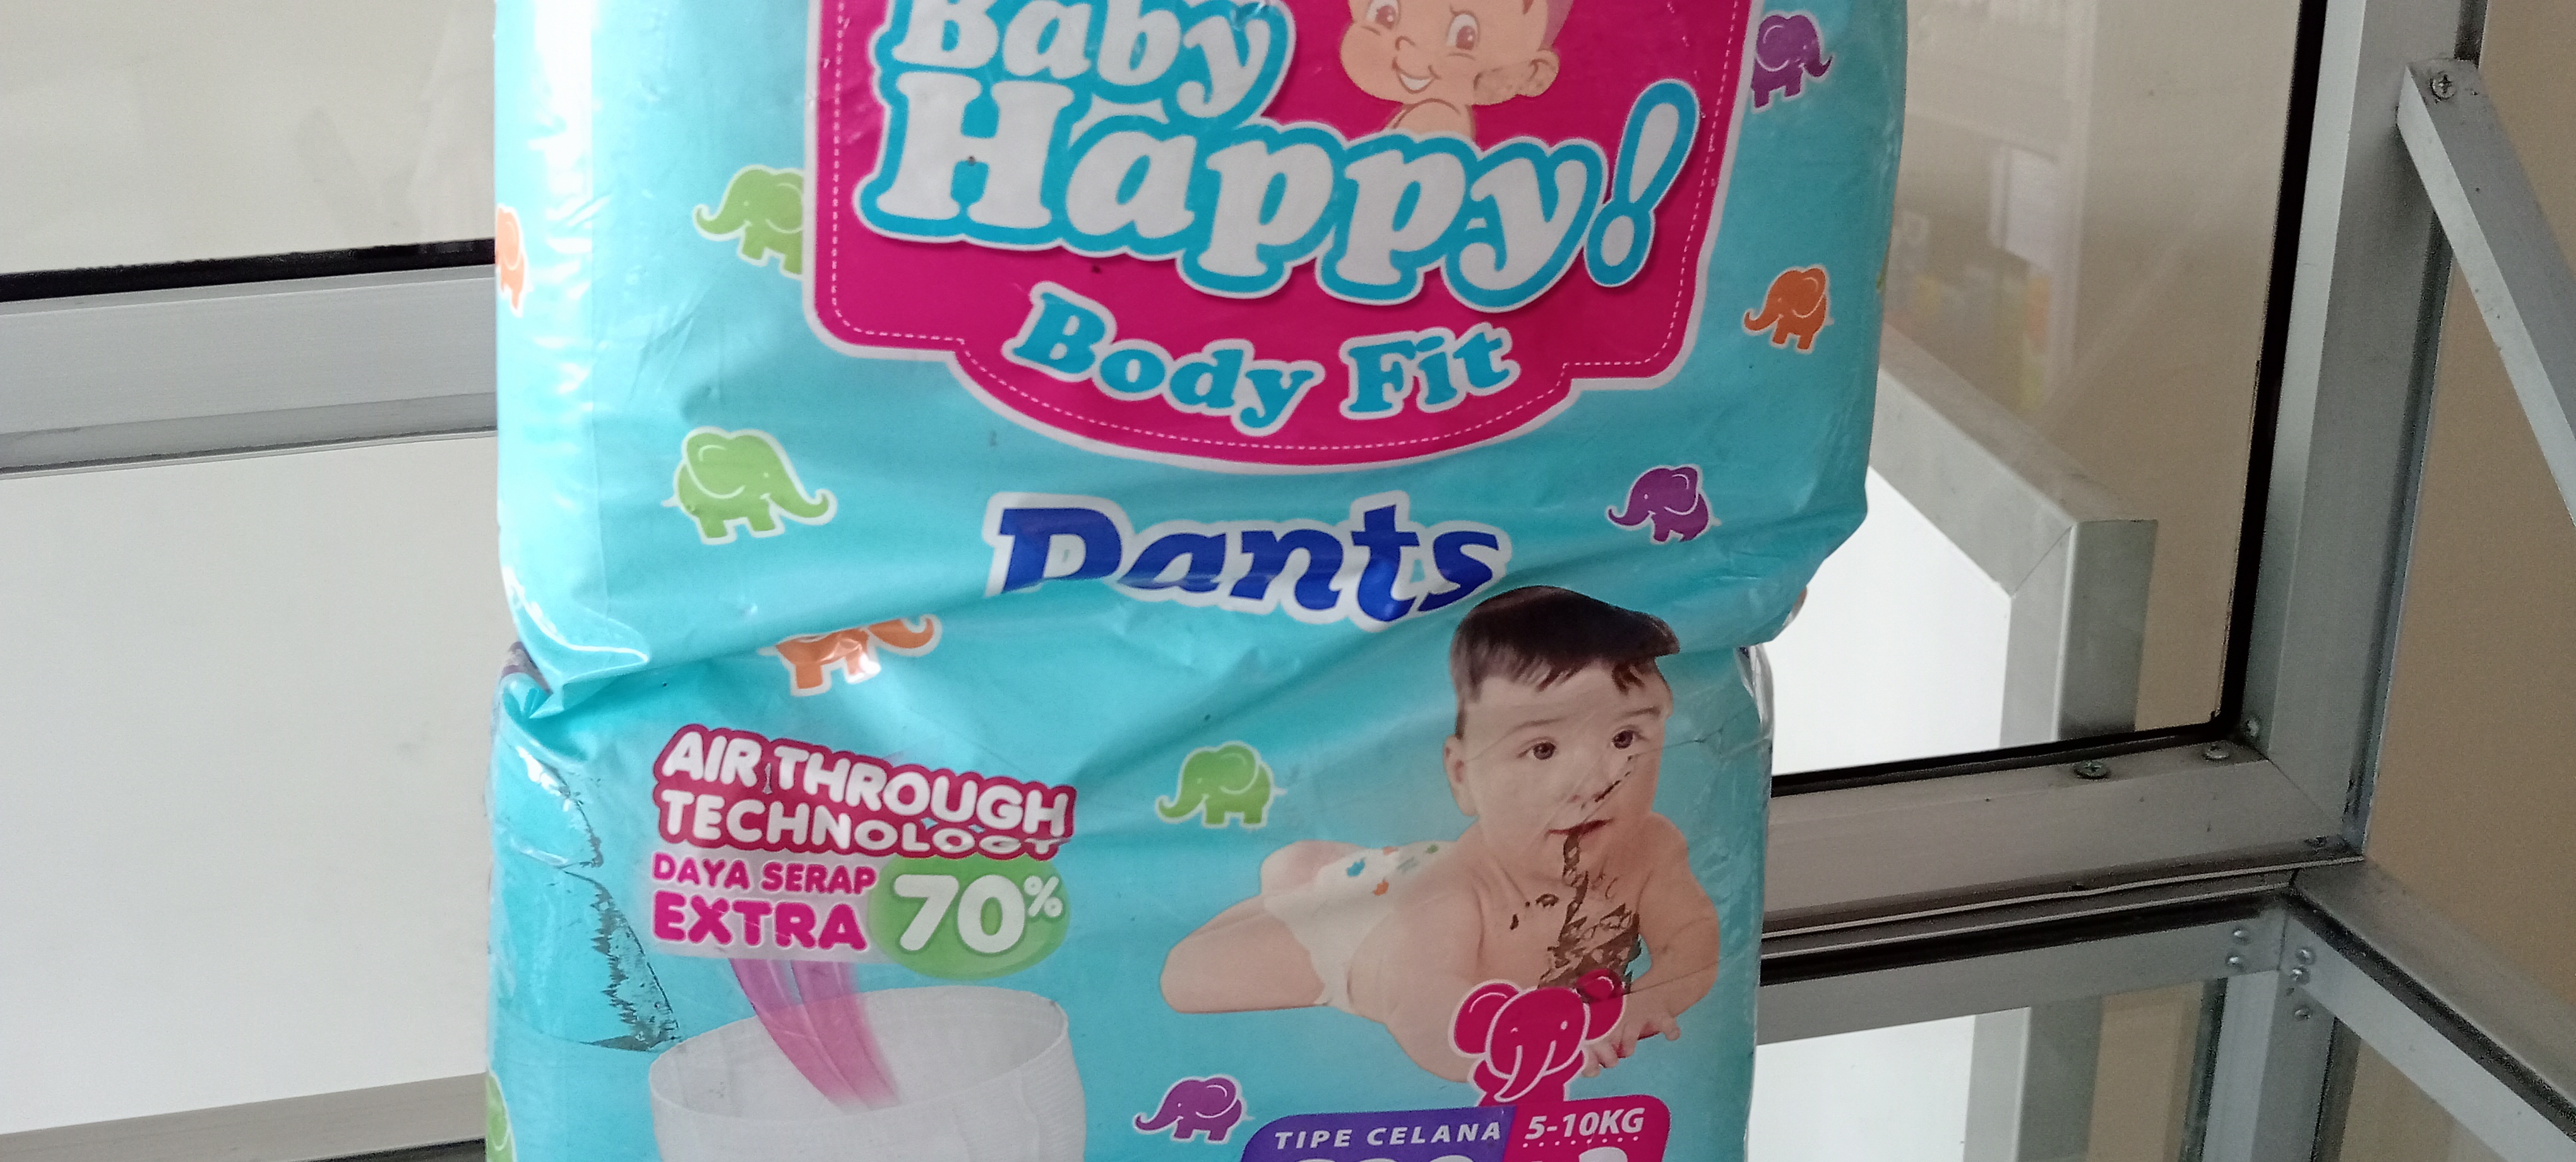 Baby
Happy!
Body Fit
Pants
AIR THROUGH
TECHNOLOGY
DAYA SERAP
EXTRA 70%
TIPE CELANA
5-10KG